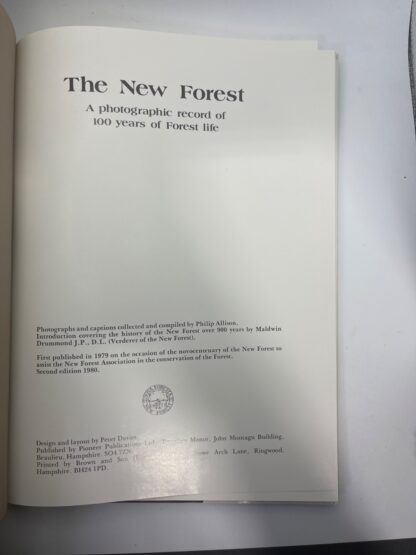 The New Forest
A photographic record of
100 years of Forest life
Photographs and captions collected and compiled by Philip Allison.
Introduction covering the history of the New Forest over 900 years by Maldwin
Drummond J.P., D.L. (Verderer of the New Forest).
First published in 1979 on the occasion of the novocentenary of the New Forest to
assist the New Forest Association in the conservation of the Forest.
Second edition 1980.
Design and layout by Peter
Published by Pioneer Publications Manor, John Montagu Building,
Beaulieu, Hampshire. SO4 Arch Lane, Ringwood,
Printed by Brown and Son
Hampshire. BH24 1PD.